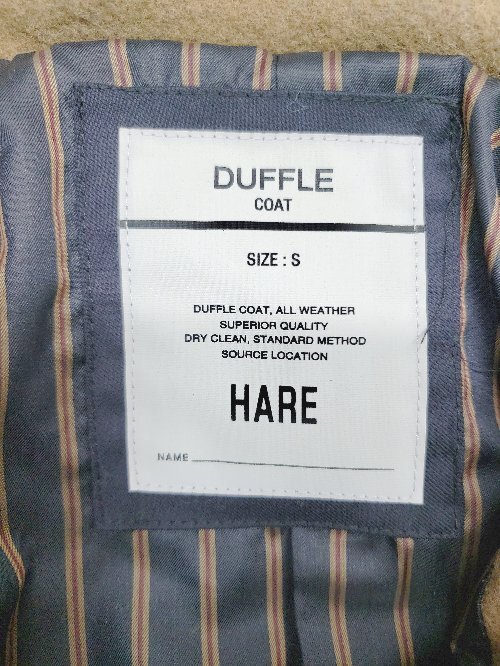 DUFFLE
COAT
SIZE : S
DUFFLE COAT, ALL WEATHER
SUPERIOR QUALITY
DRY CLEAN, STANDARD METHOD
SOURCE LOCATION
HARE
NAME